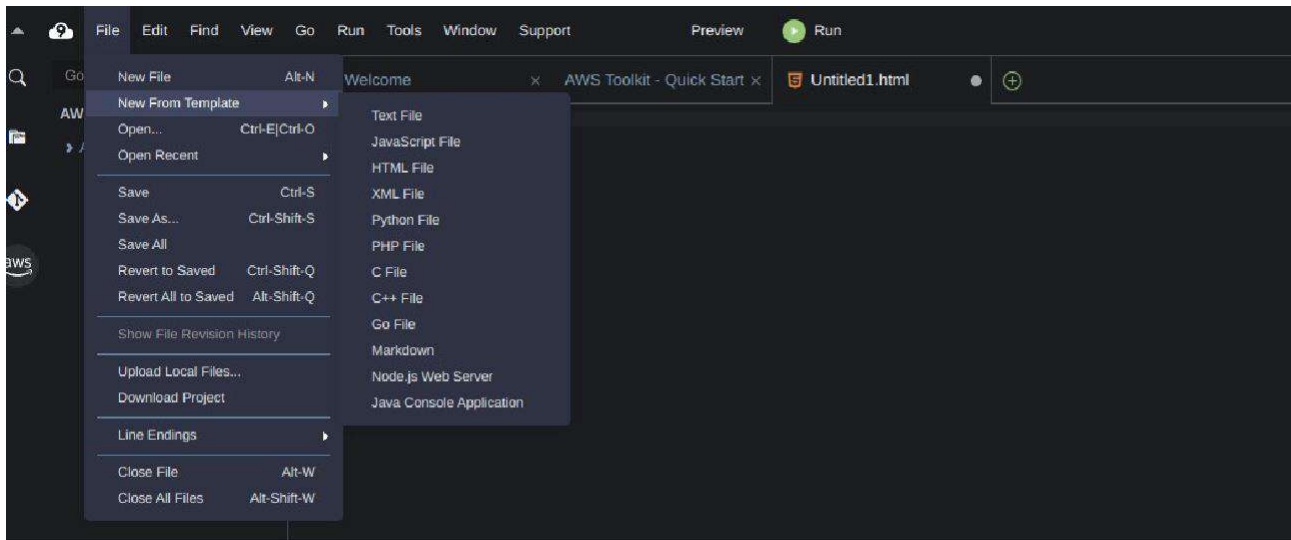 File Edit Find View Go Run Tools Window Support Preview Run
Go
Welcome AWS Toolkit - Quick Start Untitled1.html
AW
aws
New File Alt-N
New From Template
Open... Ctrl-E|Ctrl-O
Open Recent
Save Ctrl-S
Save As... Ctrl-Shift-S
Save All
Revert to Saved Ctrl-Shift-Q
Revert All to Saved Alt-Shift-Q
Show File Revision History
Upload Local Files...
Download Project
Line Endings
Close File Alt-W
Close All Files Alt-Shift-W
Text File
JavaScript File
HTML File
XML File
Python File
PHP File
C File
C++ File
Go File
Markdown
Node.js Web Server
Java Console Application